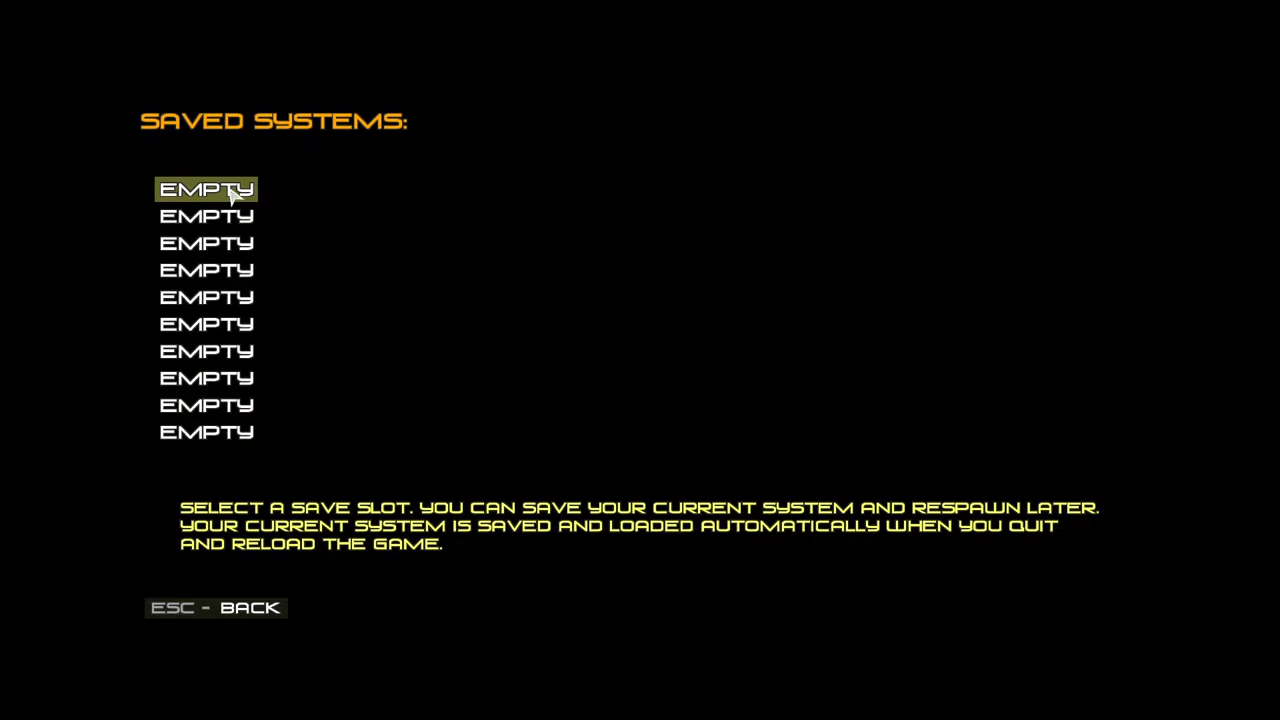 SAVED SYSTEMS:
EMPTY
EMPTY
EMPTY
EMPTY
EMPTY
EMPTY
EMPTY
EMPTY
EMPTY
EMPTY
SELECT A SAVE SLOT. YOU CAN SAVE YOUR CURRENT SYSTEM AND RESPAWN LATER.
YOUR CURRENT SYSTEM IS SAVED AND LOADED AUTOMATICALLY WHEN YOU QUIT
AND RELOAD THE GAME.
ESC - BACK